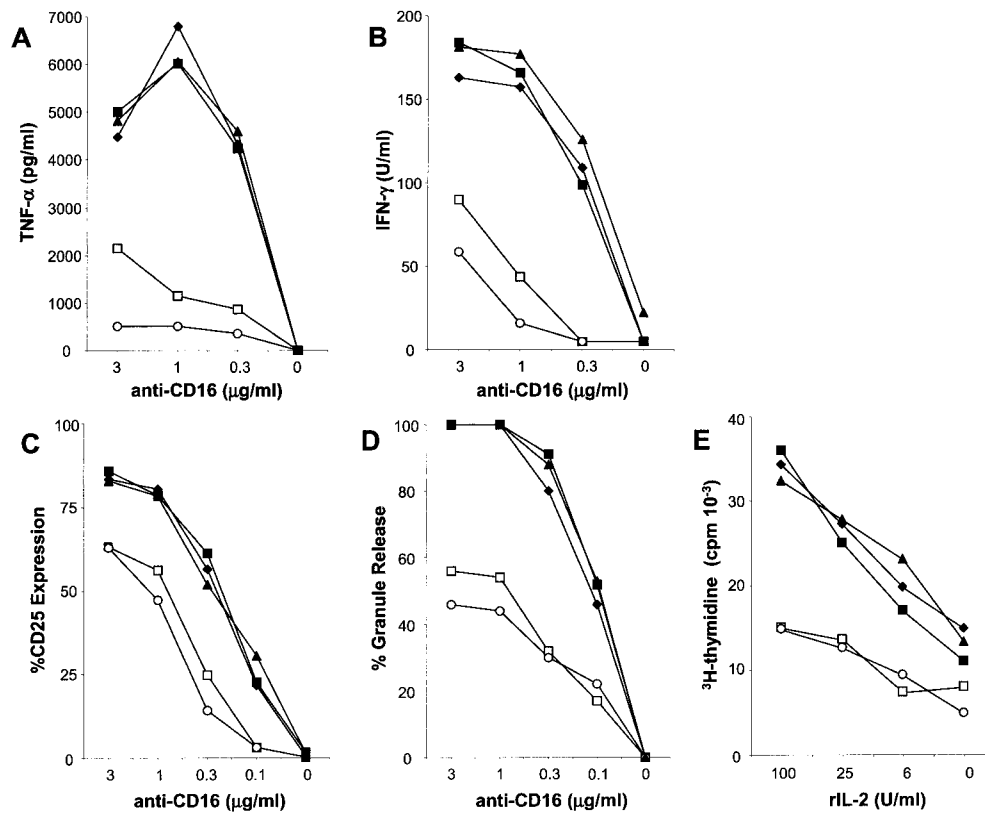 A
TNF-α (pg/ml)
7000
6000
5000
4000
3000
2000
1000
0
3 1 0.3 0
anti-CD16 (μg/ml)
B
IFN-γ (U/ml)
200
150
100
50
0
3 1 0.3 0
anti-CD16 (μg/ml)
C
%CD25 Expression
100
75
50
25
0
3 1 0.3 0.1 0
anti-CD16 (μg/ml)
D
% Granule Release
100
80
60
40
20
0
3 1 0.3 0.1 0
anti-CD16 (μg/ml)
E
³H-thymidine (cpm 10⁻³)
40
30
20
10
0
100 25 6 0
rIL-2 (U/ml)